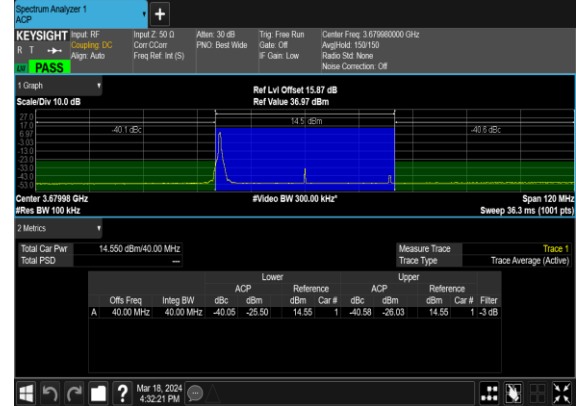 Spectrum Analyzer 1
ACP
KEYSIGHT Input: RF Input Z: 50 Ω Atten: 30 dB Trig: Free Run Center Freq: 3.679980000 GHz
R T Coupling: DC Corr CCorr PNO: Best Wide Gate: Off Avg|Hold: 150/150
Align: Auto Freq Ref: Int (S) IF Gain: Low Radio Std: None
LXI PASS Noise Correction: Off
1 Graph Ref Lvl Offset 15.87 dB
Scale/Div 10.0 dB Ref Value 36.97 dBm
27.0
17.0
6.97
-3.03
-13.0
-23.0
-33.0
-43.0
-53.0
-40.1 dBc 14.5 dBm -40.6 dBc
Center 3.67998 GHz #Video BW 300.00 kHz* Span 120 MHz
#Res BW 100 kHz Sweep 36.3 ms (1001 pts)
2 Metrics
Total Car Pwr 14.550 dBm/40.00 MHz Measure Trace Trace 1
Total PSD --- Trace Type Trace Average (Active)
Lower Upper
ACP Reference ACP Reference
Offs Freq Integ BW dBc dBm dBm Car # dBc dBm dBm Car # Filter
A 40.00 MHz 40.00 MHz -40.05 -25.50 14.55 1 -40.58 -26.03 14.55 1 -3 dB
? Mar 18, 2024
4:32:21 PM